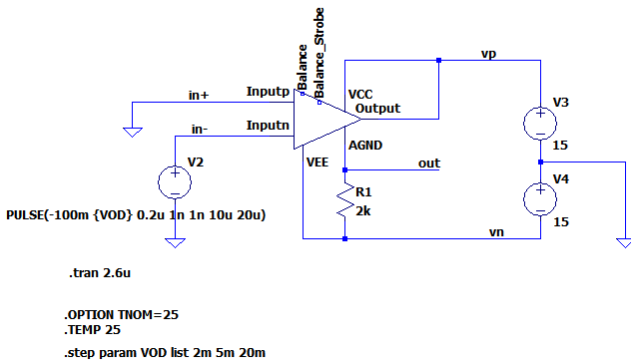 Balance
Balance_Strobe
vp
in+
Inputp
VCC
Output
V3
in-
Inputn
AGND
15
V2
VEE
out
V4
R1
2k
15
PULSE(-100m {VOD} 0.2u 1n 1n 10u 20u)
vn
.tran 2.6u
.OPTION TNOM=25
.TEMP 25
.step param VOD list 2m 5m 20m